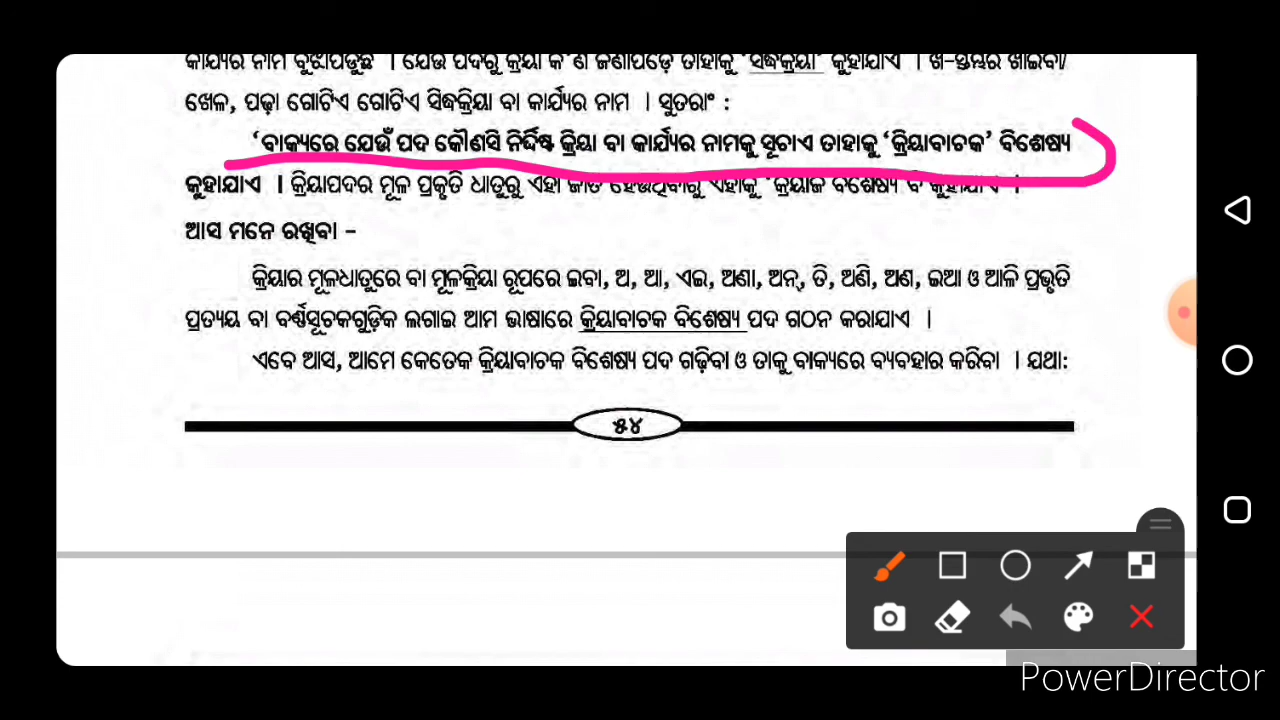 କାର୍ଯ୍ୟର ନାମ ବୁଝାପଡୁଛି । ଯେଉଁ ପଦରୁ କ୍ରିୟା କ'ଣ ଜଣାପଡ଼େ ତାହାକୁ 'ସିଦ୍ଧକ୍ରିୟା' କୁହାଯାଏ । ଖ-ସ୍ତମ୍ଭର ଖାଇବା/
ଖେଳ, ପଢ଼ା ଗୋଟିଏ ଗୋଟିଏ ସିଦ୍ଧକ୍ରିୟା ବା କାର୍ଯ୍ୟର ନାମ । ସୁତରାଂ :
'ବାକ୍ୟରେ ଯେଉଁ ପଦ କୌଣସି ନିର୍ଦ୍ଦିଷ୍ଟ କ୍ରିୟା ବା କାର୍ଯ୍ୟର ନାମକୁ ସୂଚାଏ ତାହାକୁ 'କ୍ରିୟାବାଚକ' ବିଶେଷ୍ୟ
କୁହାଯାଏ । କ୍ରିୟାପଦର ମୂଳ ପ୍ରକୃତି ଧାତୁରୁ ଏହା ଜାତ ହେଉଥିବାରୁ ଏହାକୁ 'କ୍ରିୟାଜ ବିଶେଷ୍ୟ ବି କୁହାଯାଏ ।
ଆସ ମନେ ରଖିବା –
କ୍ରିୟାର ମୂଳଧାତୁରେ ବା ମୂଳକ୍ରିୟା ରୂପରେ ଇବା, ଅ, ଆ, ଏଇ, ଅଣା, ଅନ୍, ତି, ଅଣି, ଅଣ, ଇଆ ଓ ଆଳି ପ୍ରଭୃତି
ପ୍ରତ୍ୟୟ ବା ବର୍ଣ୍ଣସୂଚକଗୁଡ଼ିକ ଲଗାଇ ଆମ ଭାଷାରେ କ୍ରିୟାବାଚକ ବିଶେଷ୍ୟ ପଦ ଗଠନ କରାଯାଏ ।
ଏବେ ଆସ, ଆମେ କେତେକ କ୍ରିୟାବାଚକ ବିଶେଷ୍ୟ ପଦ ଗଢ଼ିବା ଓ ତାକୁ ବାକ୍ୟରେ ବ୍ୟବହାର କରିବା । ଯଥା:
୫୪
PowerDirector